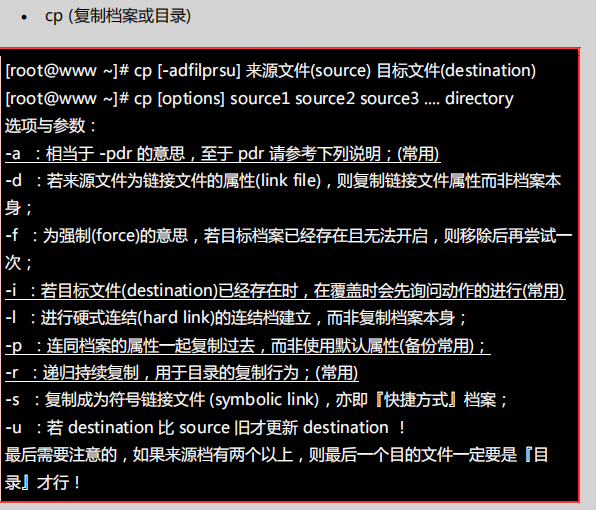 • cp (复制档案或目录)
[root@www ~]# cp [-adfilprsu] 来源文件(source) 目标文件(destination)
[root@www ~]# cp [options] source1 source2 source3 .... directory
选项与参数：
-a ：相当于 -pdr 的意思，至于 pdr 请参考下列说明；(常用)
-d ：若来源文件为链接文件的属性(link file)，则复制链接文件属性而非档案本
身；
-f ：为强制(force)的意思，若目标档案已经存在且无法开启，则移除后再尝试一
次；
-i ：若目标文件(destination)已经存在时，在覆盖时会先询问动作的进行(常用)
-l ：进行硬式连结(hard link)的连结档建立，而非复制档案本身；
-p ：连同档案的属性一起复制过去，而非使用默认属性(备份常用)；
-r ：递归持续复制，用于目录的复制行为；(常用)
-s ：复制成为符号链接文件 (symbolic link)，亦即『快捷方式』档案；
-u ：若 destination 比 source 旧才更新 destination ！
最后需要注意的，如果来源档有两个以上，则最后一个目的文件一定要是『目
录』才行！